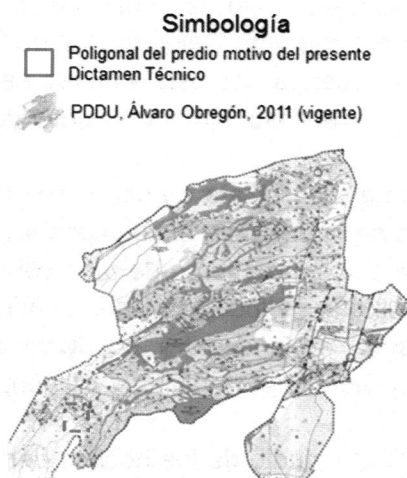 Simbología
Poligonal del predio motivo del presente
Dictamen Técnico
PDDU, Álvaro Obregón, 2011 (vigente)